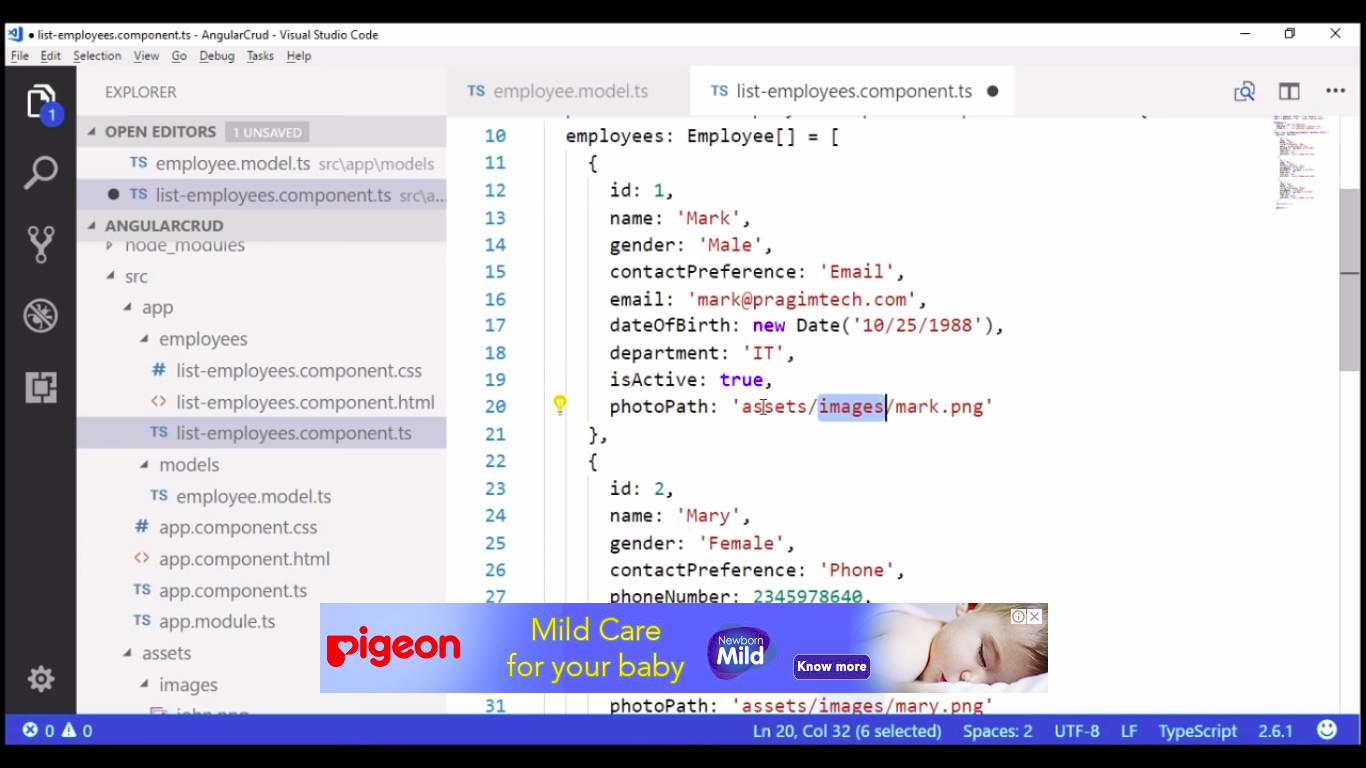 list-employees.component.ts - AngularCrud - Visual Studio Code
File Edit Selection View Go Debug Tasks Help
1
EXPLORER
OPEN EDITORS 1 UNSAVED
TS employee.model.ts src\app\models
TS list-employees.component.ts src\a...
ANGULARCRUD
node_modules
src
app
employees
# list-employees.component.css
<> list-employees.component.html
TS list-employees.component.ts
models
TS employee.model.ts
# app.component.css
<> app.component.html
TS app.component.ts
TS app.module.ts
assets
images
TS employee.model.ts TS list-employees.component.ts
10 employees: Employee[] = [
11 {
12 id: 1,
13 name: 'Mark',
14 gender: 'Male',
15 contactPreference: 'Email',
16 email: 'mark@pragimtech.com',
17 dateOfBirth: new Date('10/25/1988'),
18 department: 'IT',
19 isActive: true,
20 photoPath: 'assets/images/mark.png'
21 },
22 {
23 id: 2,
24 name: 'Mary',
25 gender: 'Female',
26 contactPreference: 'Phone',
27 phoneNumber: 2345978640,
31 photoPath: 'assets/images/mary.png'
pigeon
Mild Care
for your baby
Newborn
Mild
Know more
0 0 Ln 20, Col 32 (6 selected) Spaces: 2 UTF-8 LF TypeScript 2.6.1